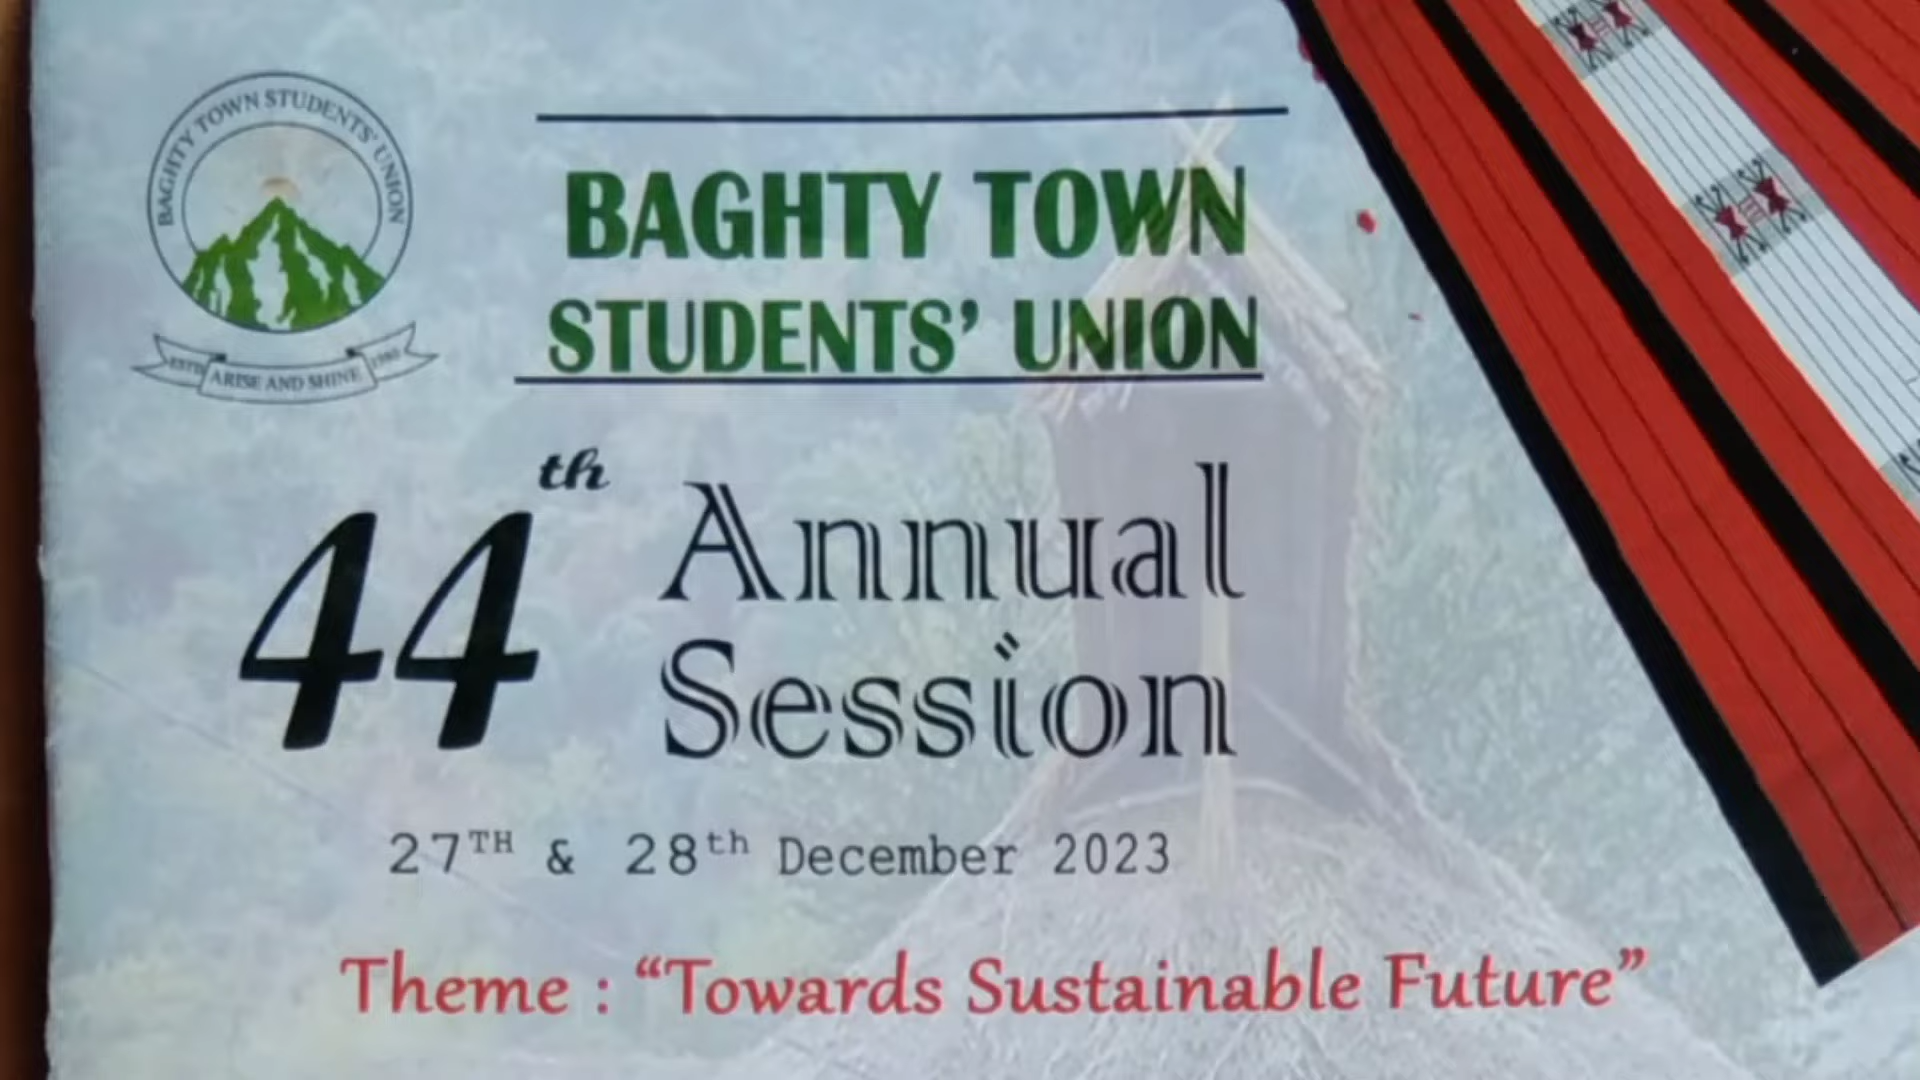 BAGHTY TOWN STUDENTS' UNION
ARISE AND SHINE
BAGHTY TOWN
STUDENTS' UNION
44th Annual
Session
27TH & 28th December 2023
Theme : “Towards Sustainable Future”